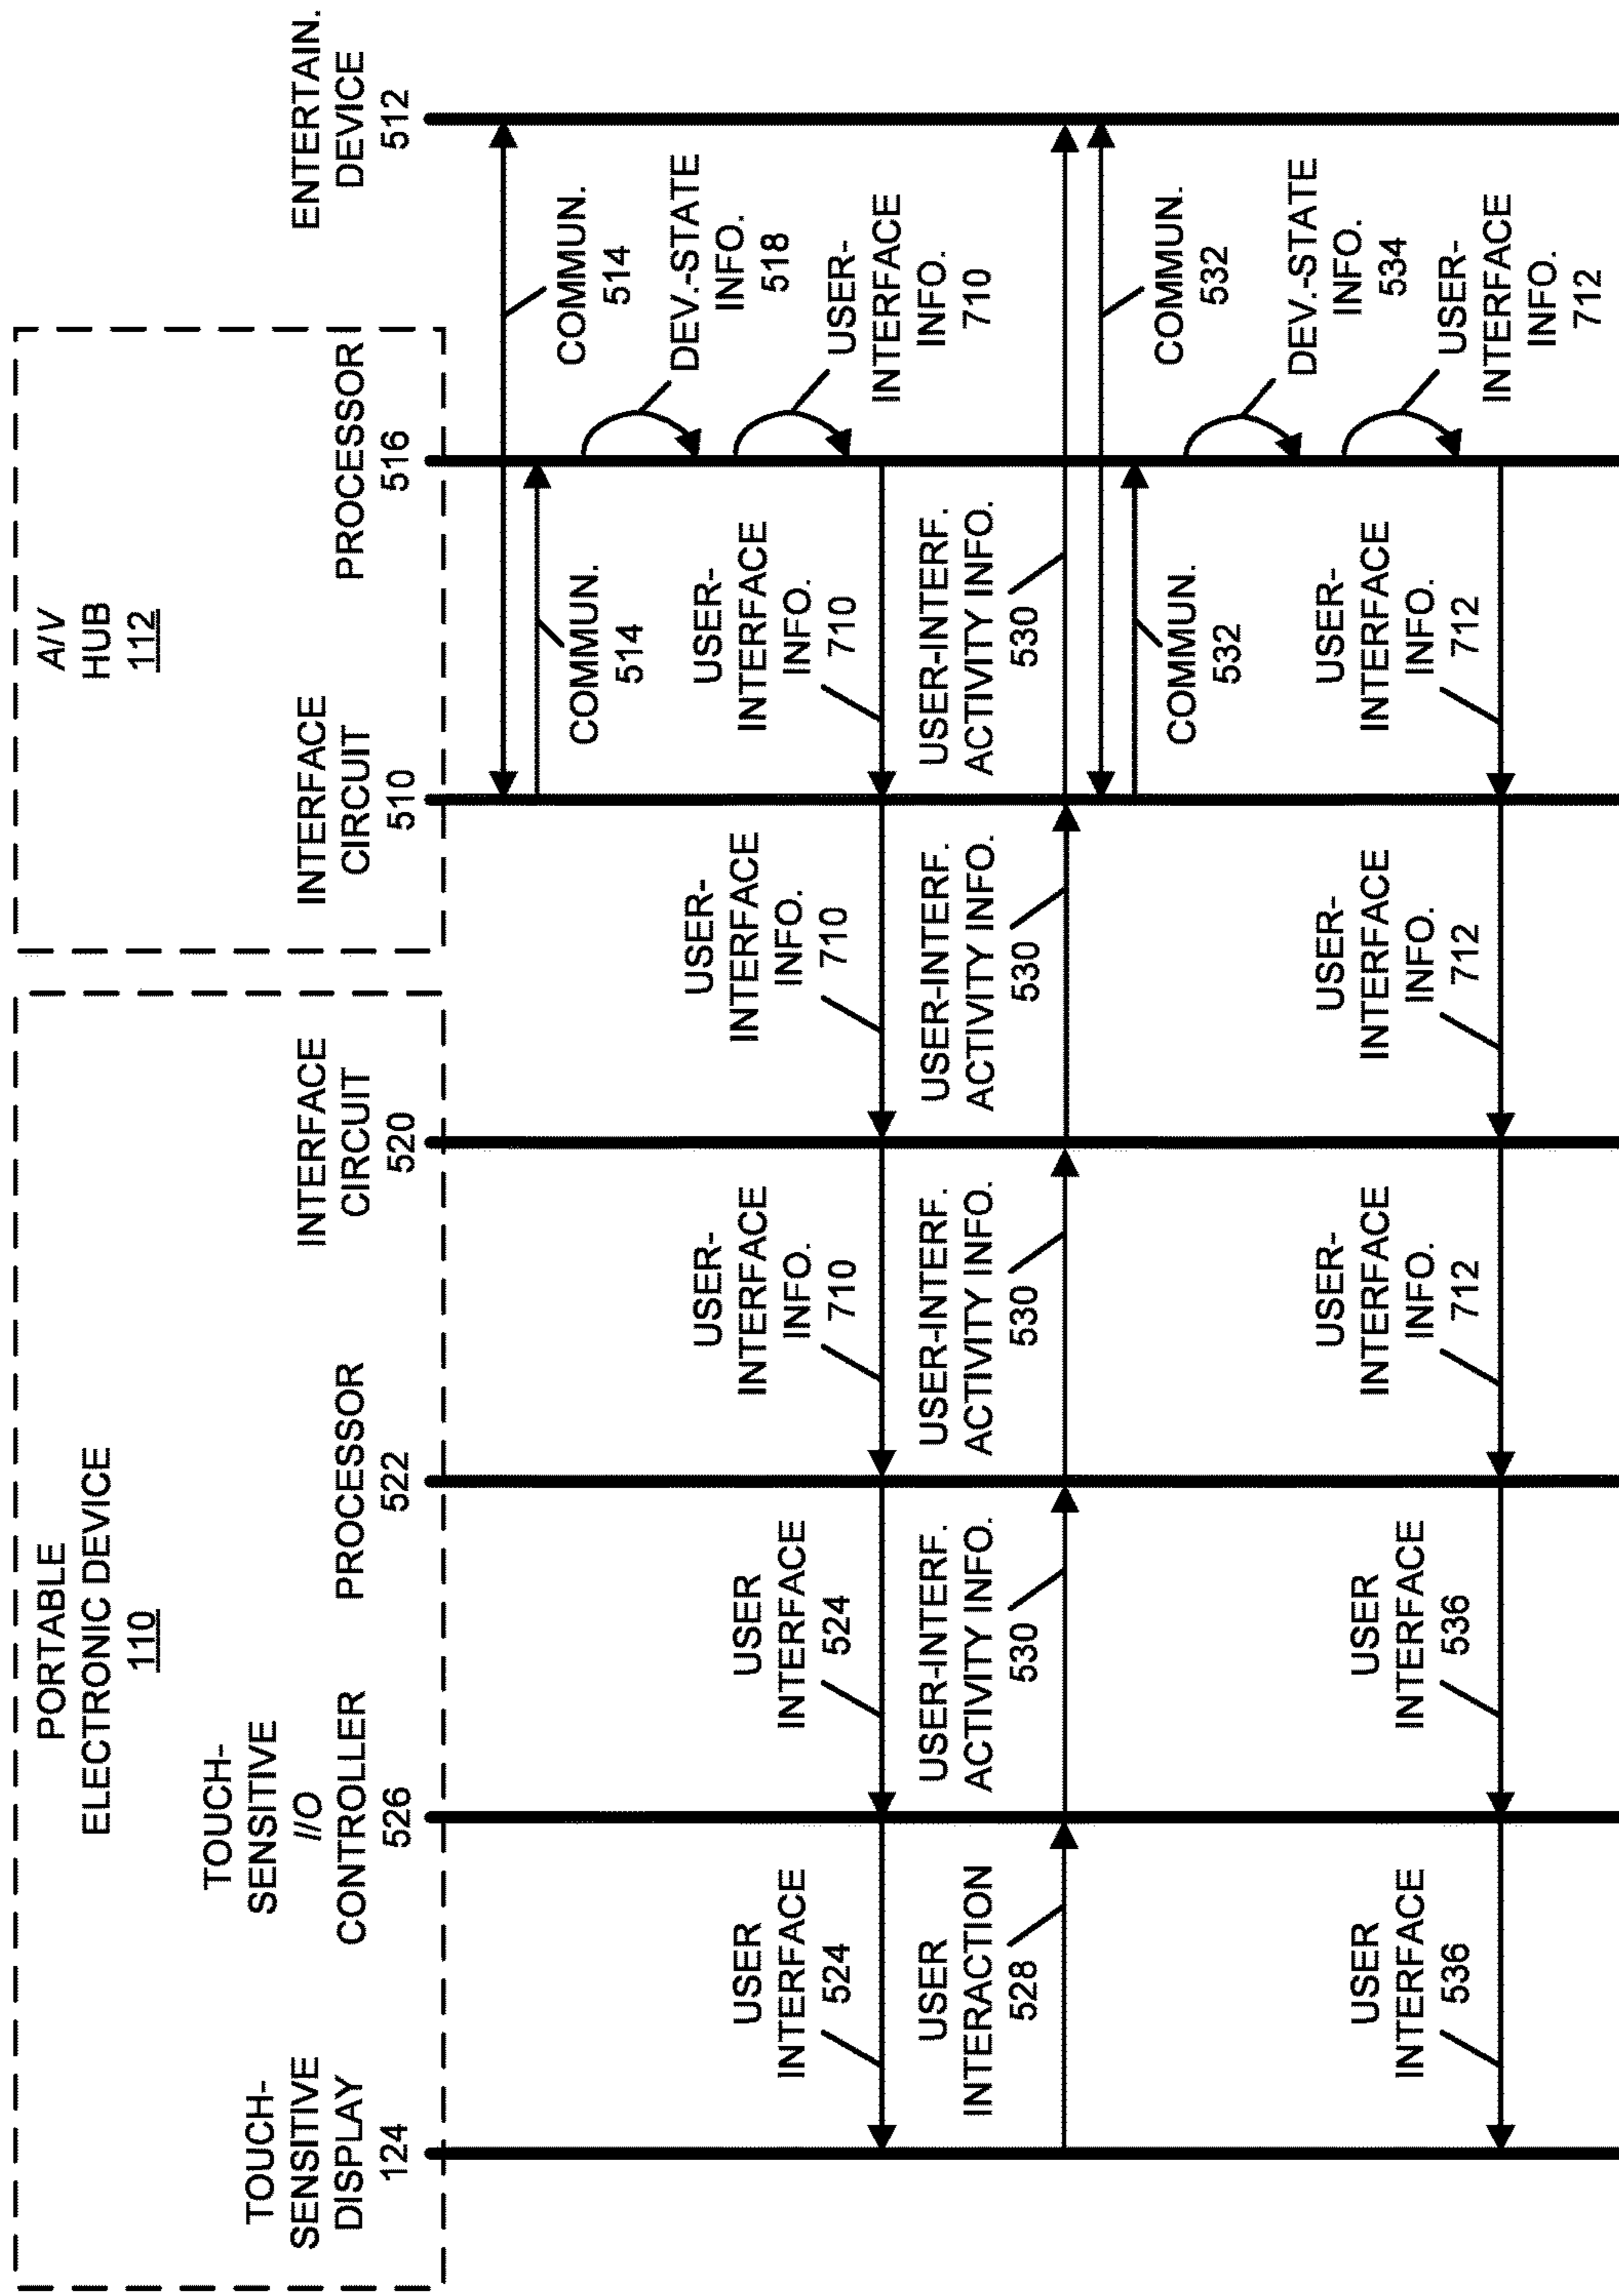 PORTABLE
ELECTRONIC DEVICE
110
A/V
HUB
112
TOUCH-
SENSITIVE
DISPLAY
124
TOUCH-
SENSITIVE
I/O
CONTROLLER
526
PROCESSOR
522
INTERFACE
CIRCUIT
520
INTERFACE
CIRCUIT
510
PROCESSOR
516
ENTERTAIN.
DEVICE
512
COMMUN.
514
COMMUN.
514
DEV.-STATE
INFO.
518
USER-
INTERFACE
INFO.
710
USER
INTERFACE
524
USER
INTERFACE
524
USER-
INTERFACE
INFO.
710
USER-
INTERFACE
INFO.
710
USER-
INTERFACE
INFO.
710
USER
INTERACTION
528
USER-INTERF.
ACTIVITY INFO.
530
USER-INTERF.
ACTIVITY INFO.
530
USER-INTERF.
ACTIVITY INFO.
530
USER-INTERF.
ACTIVITY INFO.
530
COMMUN.
532
COMMUN.
532
DEV.-STATE
INFO.
534
USER-
INTERFACE
INFO.
712
USER
INTERFACE
536
USER
INTERFACE
536
USER-
INTERFACE
INFO.
712
USER-
INTERFACE
INFO.
712
USER-
INTERFACE
INFO.
712